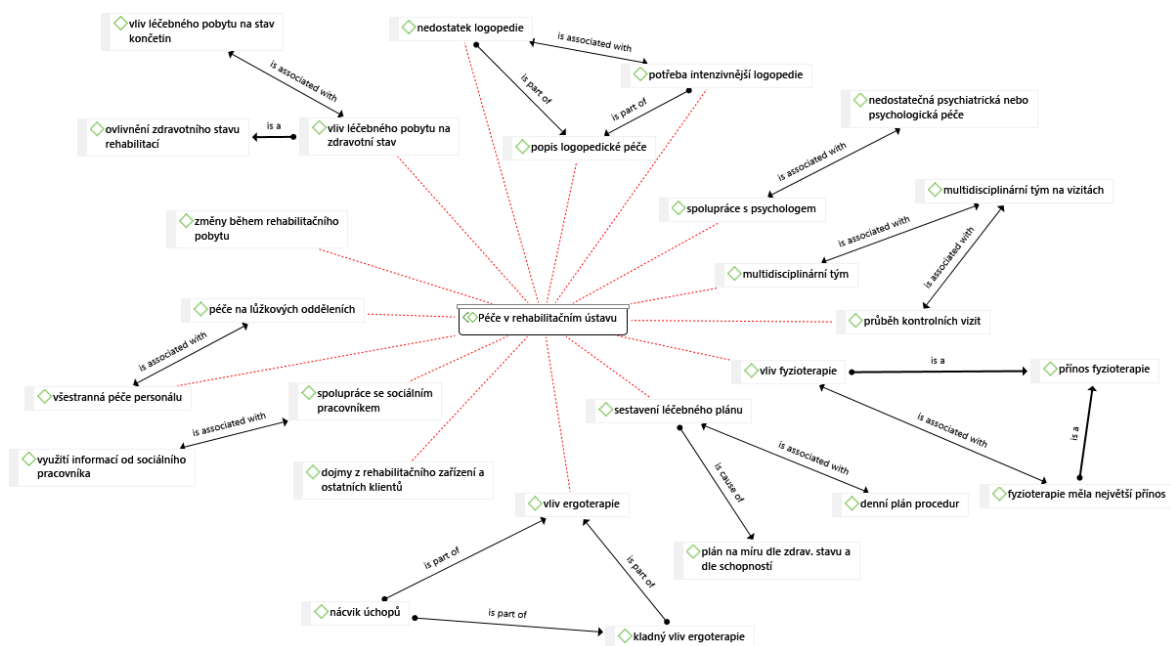 vliv léčebného pobytu na stav
končetin
nedostatek logopedie
is associated with
potřeba intenzivnější logopedie
is associated with
is part of
is part of
nedostatečná psychiatrická nebo
psychologická péče
ovlivnění zdravotního stavu
rehabilitací
is a
vliv léčebného pobytu na
zdravotní stav
popis logopedické péče
is associated with
multidisciplinární tým na vizitách
změny během rehabilitačního
pobytu
spolupráce s psychologem
is associated with
is associated with
multidisciplinární tým
péče na lůžkových odděleních
Péče v rehabilitačním ústavu
průběh kontrolních vizit
is associated with
is a
vliv fyzioterapie
přínos fyzioterapie
všestranná péče personálu
spolupráce se sociálním
pracovníkem
sestavení léčebného plánu
is associated with
is associated with
is a
využití informací od sociálního
pracovníka
dojmy z rehabilitačního zařízení a
ostatních klientů
is cause of
is associated with
fyzioterapie měla největší přínos
vliv ergoterapie
denní plán procedur
is part of
is part of
plán na míru dle zdrav. stavu a
dle schopností
nácvik úchopů
is part of
kladný vliv ergoterapie